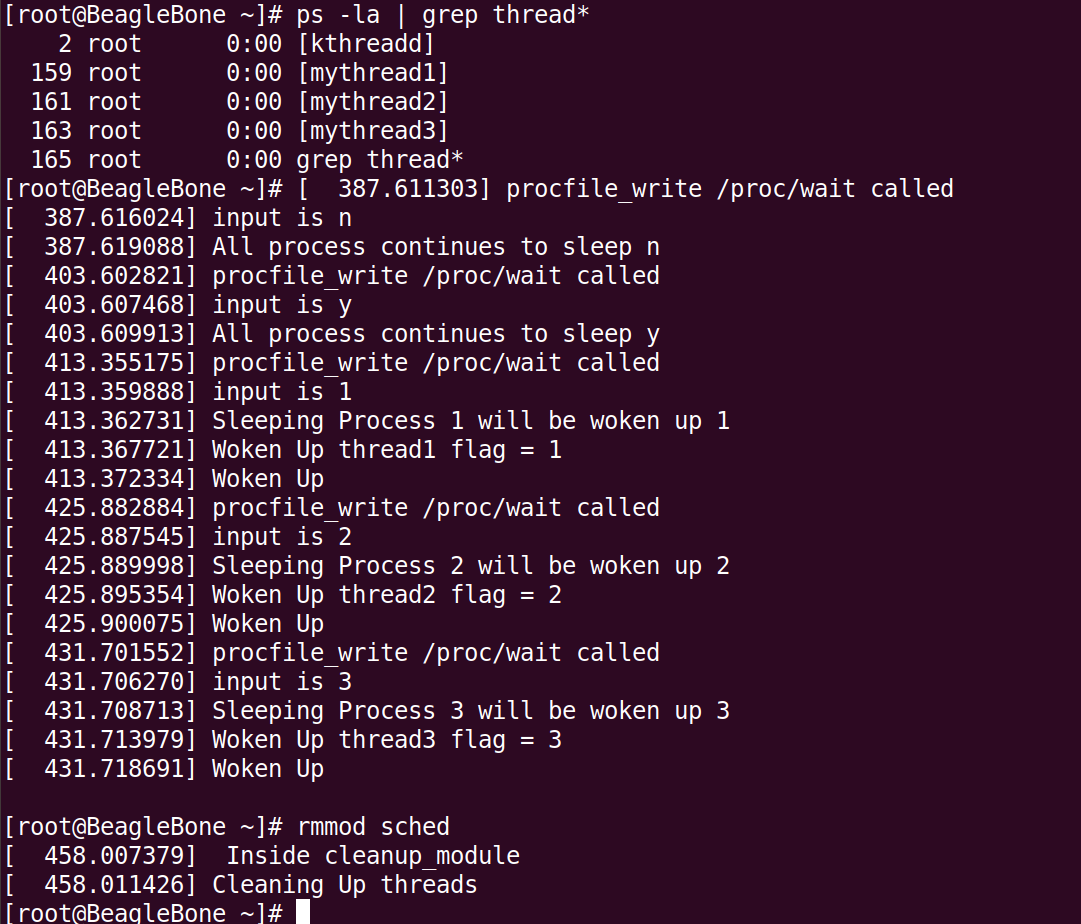 [root@BeagleBone ~]# ps -la | grep thread*
    2 root      0:00 [kthreadd]
  159 root      0:00 [mythread1]
  161 root      0:00 [mythread2]
  163 root      0:00 [mythread3]
  165 root      0:00 grep thread*
[root@BeagleBone ~]# [  387.611303] procfile_write /proc/wait called
[  387.616024] input is n
[  387.619088] All process continues to sleep n
[  403.602821] procfile_write /proc/wait called
[  403.607468] input is y
[  403.609913] All process continues to sleep y
[  413.355175] procfile_write /proc/wait called
[  413.359888] input is 1
[  413.362731] Sleeping Process 1 will be woken up 1
[  413.367721] Woken Up thread1 flag = 1
[  413.372334] Woken Up
[  425.882884] procfile_write /proc/wait called
[  425.887545] input is 2
[  425.889998] Sleeping Process 2 will be woken up 2
[  425.895354] Woken Up thread2 flag = 2
[  425.900075] Woken Up
[  431.701552] procfile_write /proc/wait called
[  431.706270] input is 3
[  431.708713] Sleeping Process 3 will be woken up 3
[  431.713979] Woken Up thread3 flag = 3
[  431.718691] Woken Up
[root@BeagleBone ~]# rmmod sched
[  458.007379]  Inside cleanup_module
[  458.011426] Cleaning Up threads
[root@BeagleBone ~]#